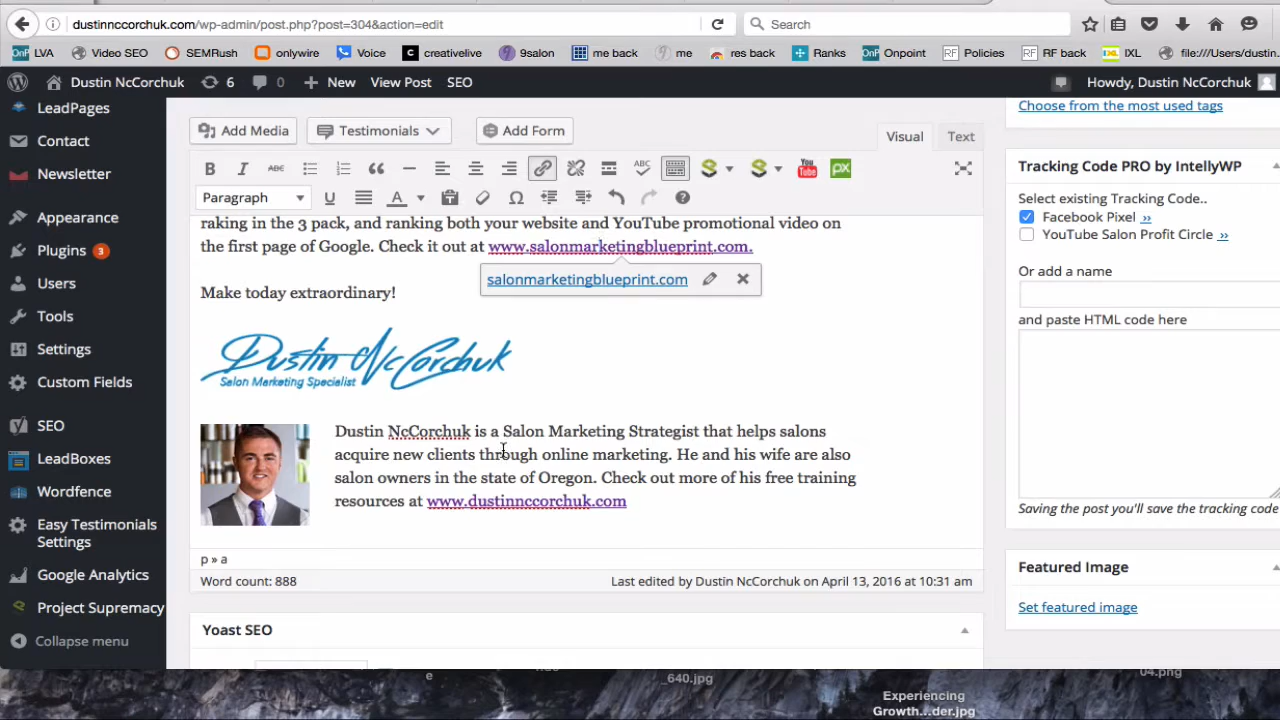 dustinnccorchuk.com/wp-admin/post.php?post=304&action=edit
Search
LVA
Video SEO
SEMRush
onlywire
Voice
creativelive
9salon
me back
me
res back
Ranks
Onpoint
Policies
RF back
IXL
file:///Users/dustin
Dustin NcCorchuk
6
0
New
View Post
SEO
Howdy, Dustin NcCorchuk
LeadPages
Contact
Newsletter
Appearance
Plugins 3
Users
Tools
Settings
Custom Fields
SEO
LeadBoxes
Wordfence
Easy Testimonials
Settings
Google Analytics
Project Supremacy
Collapse menu
Add Media
Testimonials
Add Form
Visual
Text
Paragraph
raking in the 3 pack, and ranking both your website and YouTube promotional video on
the first page of Google. Check it out at www.salonmarketingblueprint.com.
salonmarketingblueprint.com
Make today extraordinary!
Dustin NcCorchuk
Salon Marketing Specialist
Dustin NcCorchuk is a Salon Marketing Strategist that helps salons
acquire new clients through online marketing. He and his wife are also
salon owners in the state of Oregon. Check out more of his free training
resources at www.dustinnccorchuk.com
p » a
Word count: 888
Last edited by Dustin NcCorchuk on April 13, 2016 at 10:31 am
Yoast SEO
Choose from the most used tags
Tracking Code PRO by IntellyWP
Select existing Tracking Code..
Facebook Pixel »
YouTube Salon Profit Circle »
Or add a name
and paste HTML code here
Saving the post you'll save the tracking code
Featured Image
Set featured image
_640.jpg
04.png
Experiencing
Growth...der.jpg